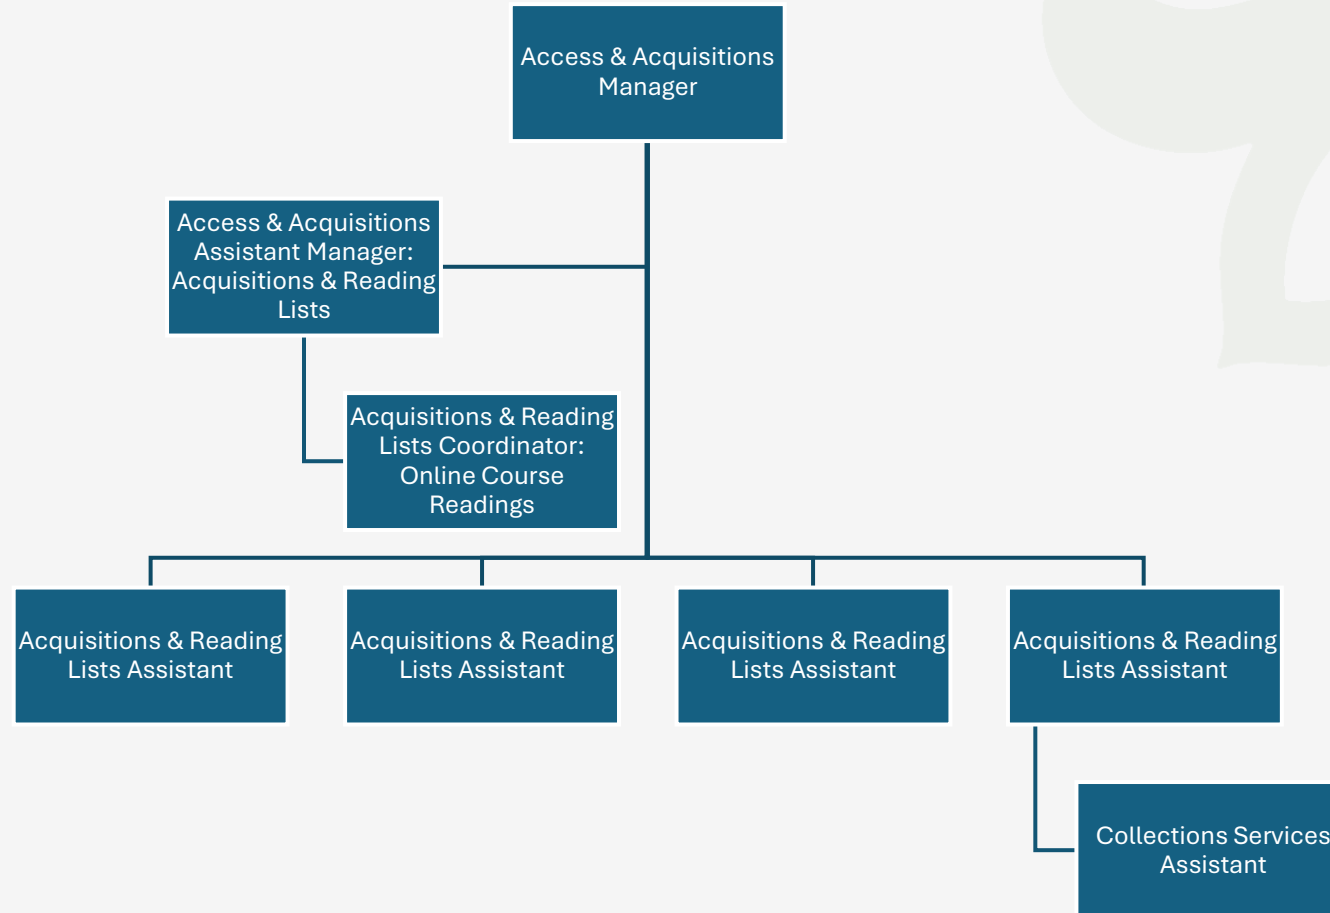 Access & Acquisitions
Manager
Access & Acquisitions
Assistant Manager:
Acquisitions & Reading
Lists
Acquisitions & Reading
Lists Coordinator:
Online Course
Readings
Acquisitions & Reading
Lists Assistant
Acquisitions & Reading
Lists Assistant
Acquisitions & Reading
Lists Assistant
Acquisitions & Reading
Lists Assistant
Collections Services
Assistant